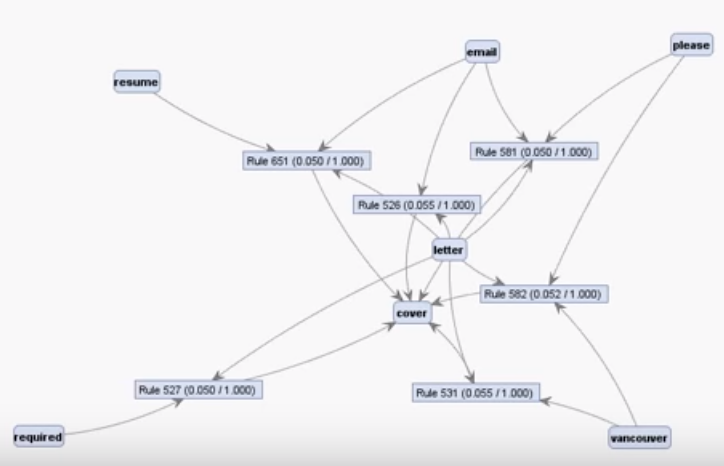 please
email
resume
Rule 581 (0.050 / 1.000)
Rule 651 (0.050 / 1.000)
Rule 526 (0.055 / 1.000)
letter
Rule 582 (0.052 / 1.000)
cover
Rule 527 (0.050 / 1.000)
Rule 531 (0.055 / 1.000)
required
vancouver